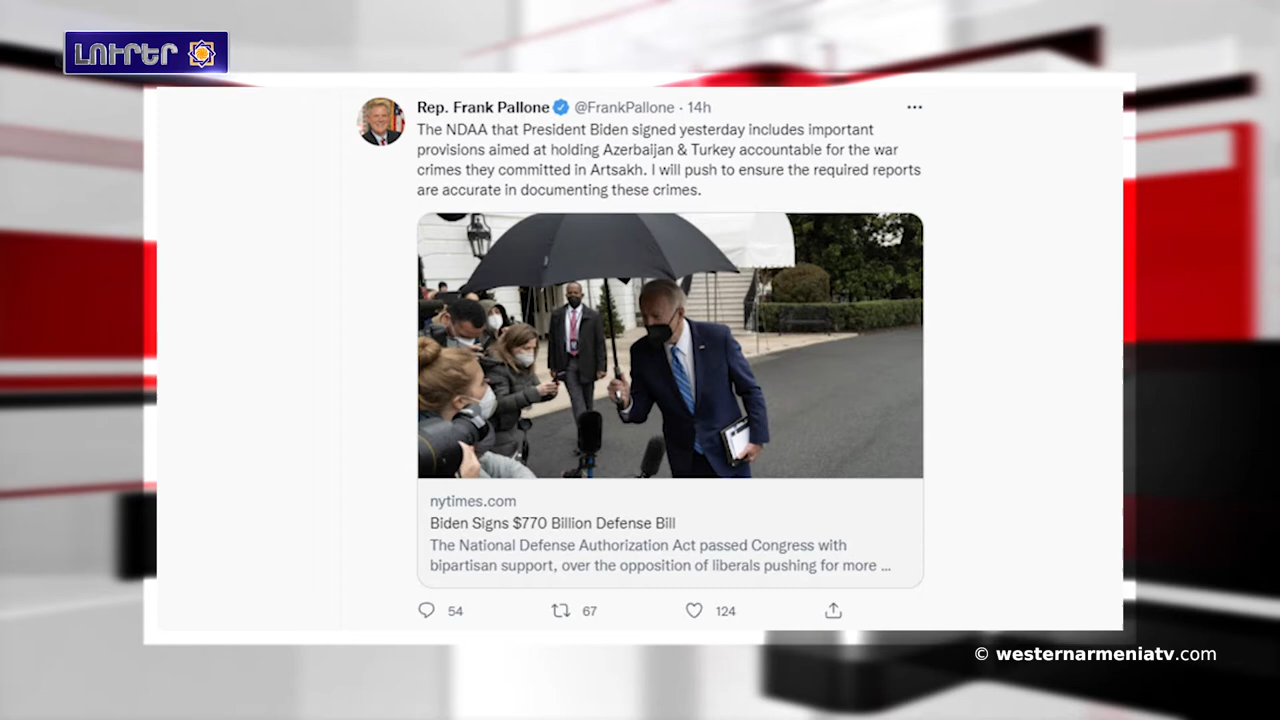 ԼՈՒՐԵՐ
Rep. Frank Pallone @FrankPallone · 14h
The NDAA that President Biden signed yesterday includes important
provisions aimed at holding Azerbaijan & Turkey accountable for the war
crimes they committed in Artsakh. I will push to ensure the required reports
are accurate in documenting these crimes.
nytimes.com
Biden Signs $770 Billion Defense Bill
The National Defense Authorization Act passed Congress with
bipartisan support, over the opposition of liberals pushing for more ...
54 67 124
© westernarmeniatv.com